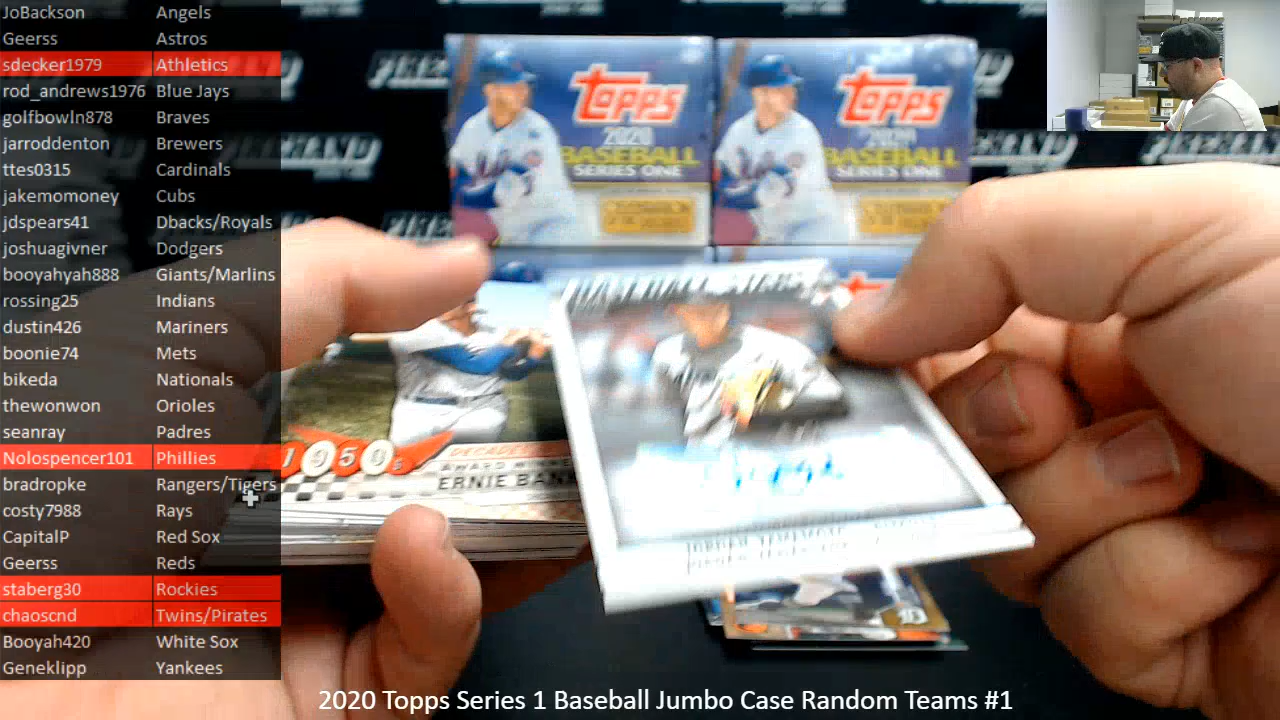 JoBackson Angels
Geerss Astros
sdecker1979 Athletics
rod_andrews1976 Blue Jays
golfbowln878 Braves
jarroddenton Brewers
ttes0315 Cardinals
jakemomoney Cubs
jdspears41 Dbacks/Royals
joshuagivner Dodgers
booyahyah888 Giants/Marlins
rossing25 Indians
dustin426 Mariners
boonie74 Mets
bikeda Nationals
thewonwon Orioles
seanray Padres
Nolospencer101 Phillies
bradropke Rangers/Tigers
costy7988 Rays
CapitalP Red Sox
Geerss Reds
staberg30 Rockies
chaoscnd Twins/Pirates
Booyah420 White Sox
Geneklipp Yankees
Topps
2020
BASEBALL
SERIES ONE
Topps
2020
BASEBALL
SERIES ONE
1950s
ERNIE
2020 Topps Series 1 Baseball Jumbo Case Random Teams #1